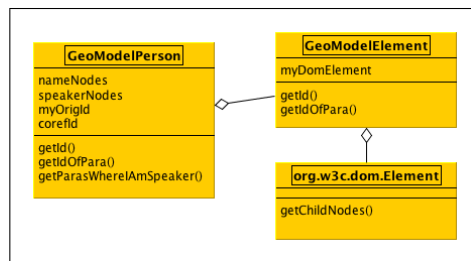 GeoModelPerson
nameNodes
speakerNodes
myOrigId
corefId
getId()
getIdOfPara()
getParasWhereIAmSpeaker()
GeoModelElement
myDomElement
getId()
getIdOfPara()
org.w3c.dom.Element
getChildNodes()